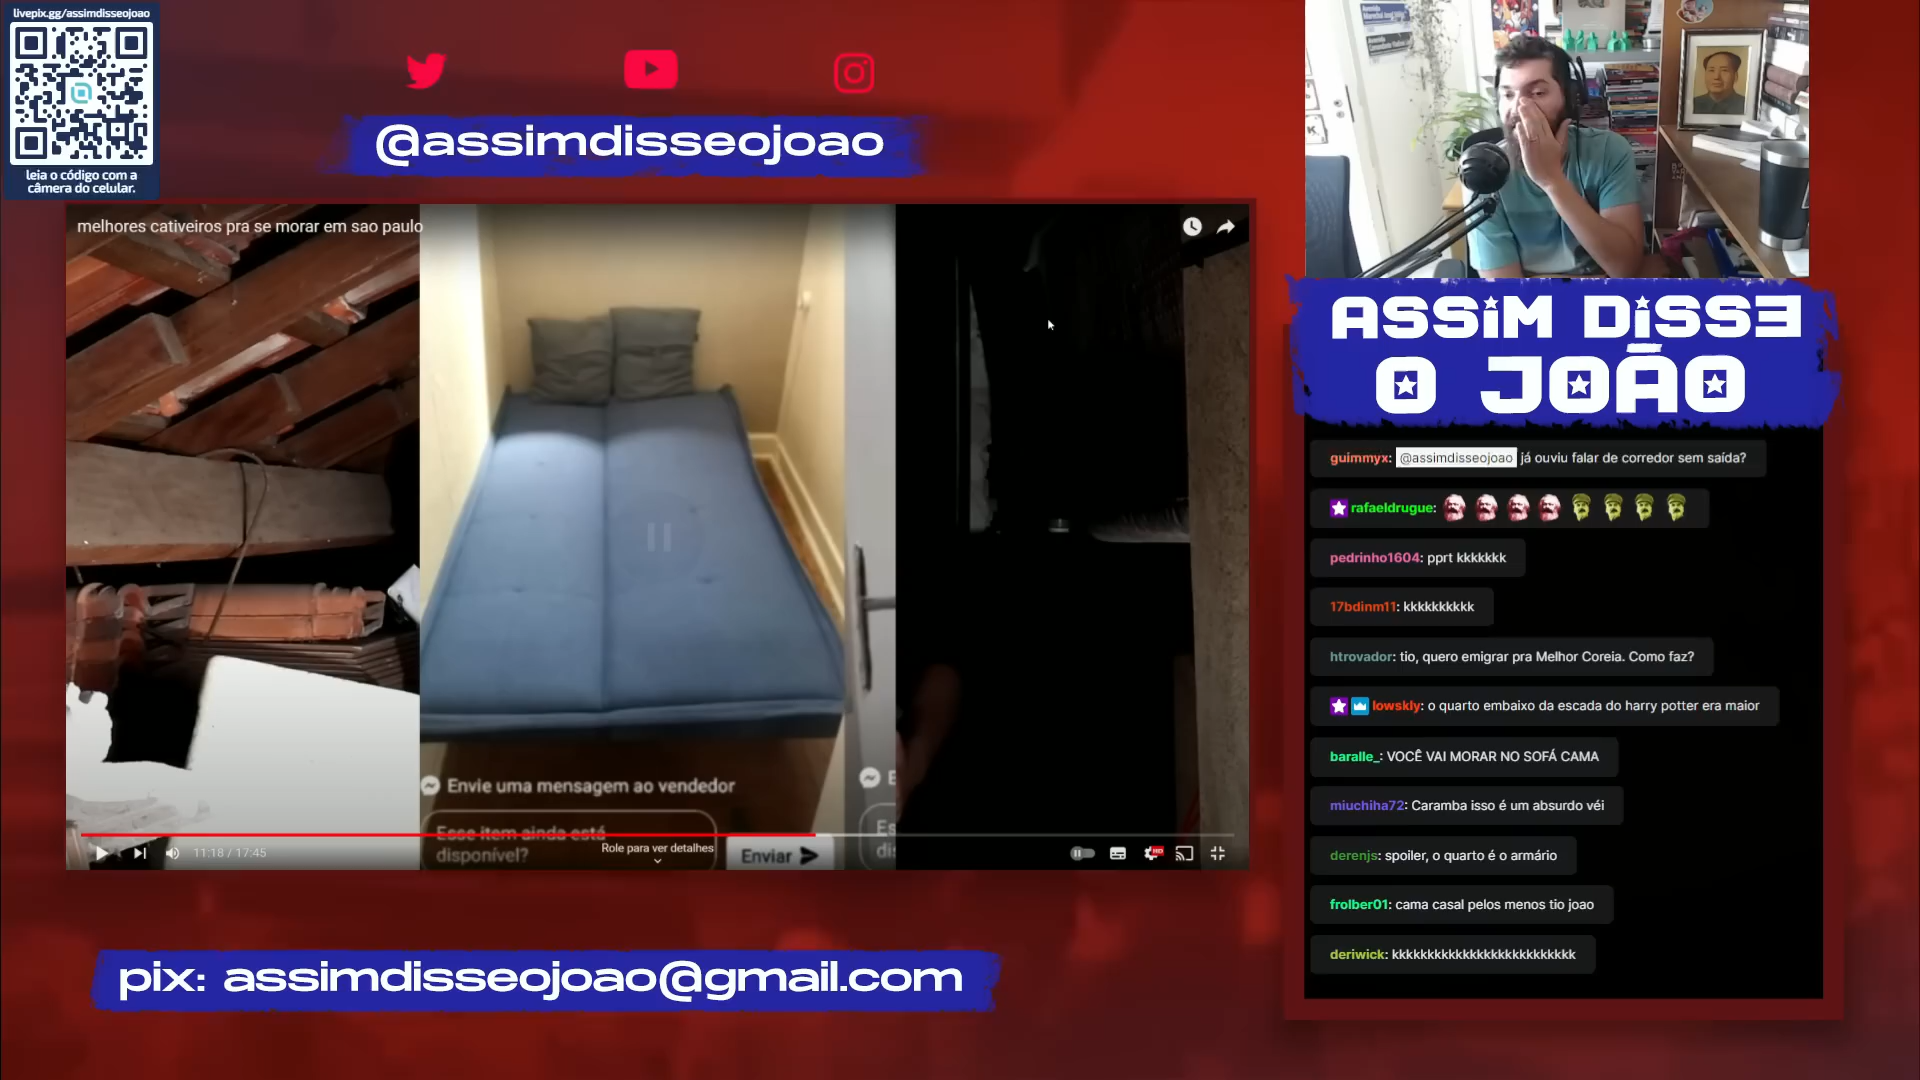 livepix.gg/assimdisseojoao
leia o código com a
câmera do celular.
@assimdisseojoao
melhores cativeiros pra se morar em sao paulo
Envie uma mensagem ao vendedor
Esse item ainda está
disponível?
Enviar
E
Es
dis
Role para ver detalhes
11:18 / 17:45
HD
pix: assimdisseojoao@gmail.com
ASSIM DISSE
O JOÃO
guimmyx: @assimdisseojoao já ouviu falar de corredor sem saída?
rafaeldrugue:
pedrinho1604: pprt kkkkkkk
17bdinm11: kkkkkkkkkk
htrovador: tio, quero emigrar pra Melhor Coreia. Como faz?
lowskly: o quarto embaixo da escada do harry potter era maior
baralle_: VOCÊ VAI MORAR NO SOFÁ CAMA
miuchiha72: Caramba isso é um absurdo véi
derenjs: spoiler, o quarto é o armário
frolber01: cama casal pelos menos tio joao
deriwick: kkkkkkkkkkkkkkkkkkkkkkkkkk